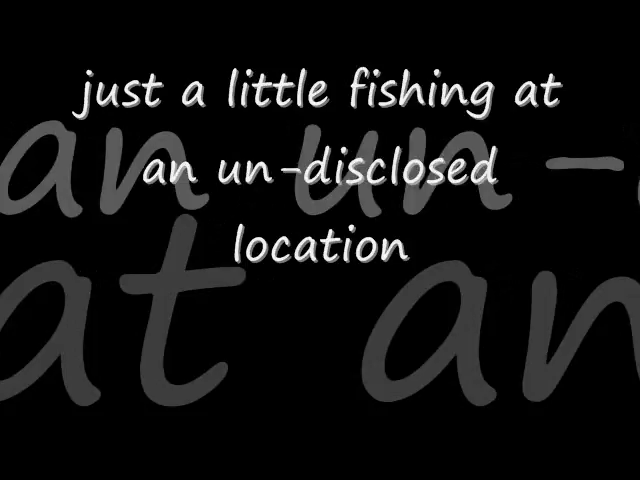 just a little fishing at
an un-disclosed
location
an un-
at an